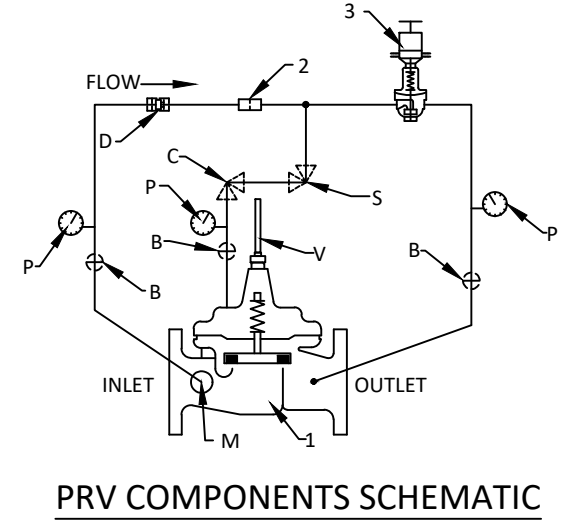 3
FLOW
2
D
C
S
P
P
B
V
P
B
B
INLET
OUTLET
M
1
PRV COMPONENTS SCHEMATIC